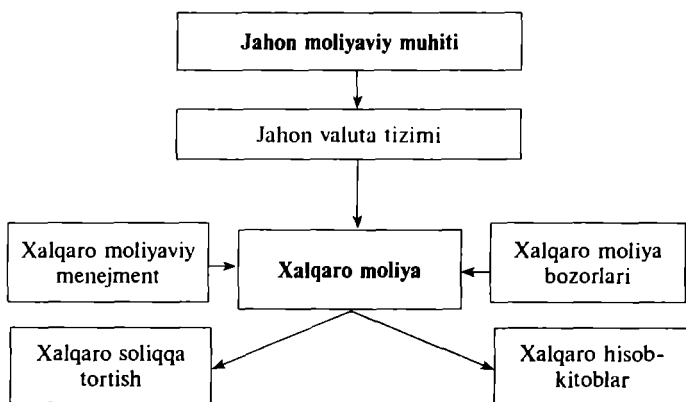 Jahon moliyaviy muhiti
Jahon valuta tizimi
Xalqaro moliyaviy
menejment
Xalqaro moliya
Xalqaro moliya
bozorlari
Xalqaro soliqqa
tortish
Xalqaro hisob-
kitoblar